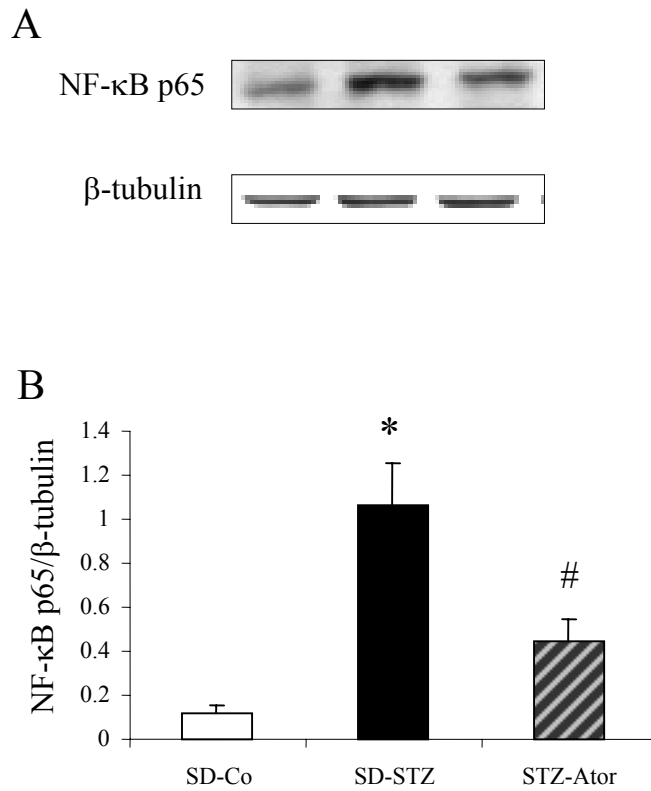 A
NF-κB p65
β-tubulin
B
NF-κB p65/β-tubulin
1.4
1.2
1
0.8
0.6
0.4
0.2
0
*
#
SD-Co
SD-STZ
STZ-Ator